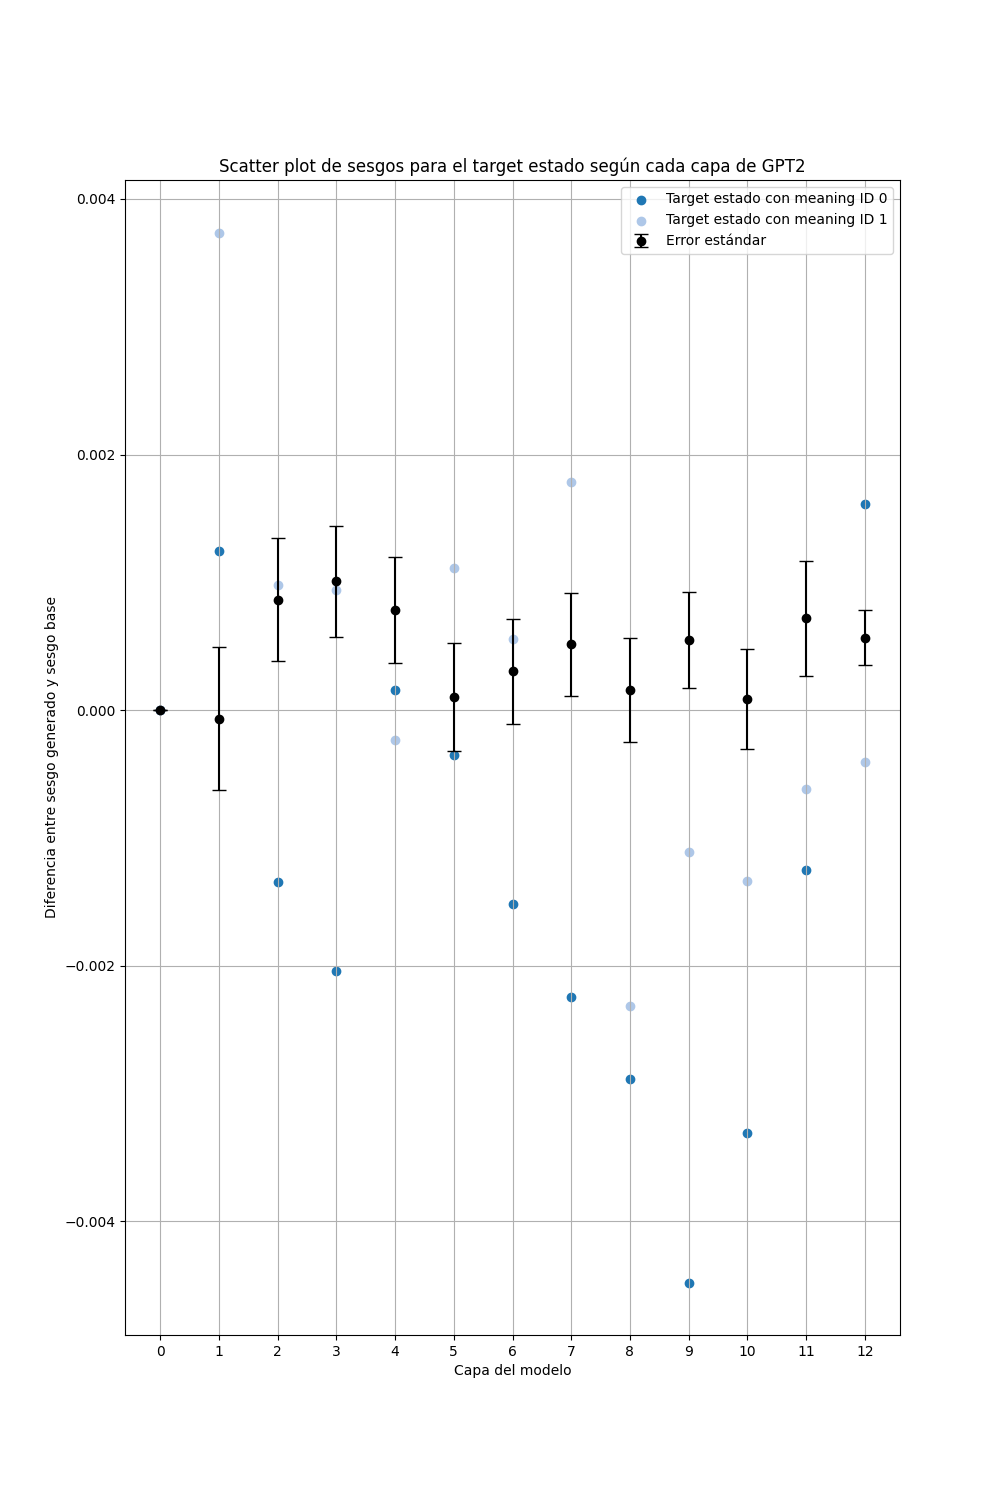 Scatter plot de sesgos para el target estado según cada capa de GPT2
Target estado con meaning ID 0
Target estado con meaning ID 1
Error estándar
Diferencia entre sesgo generado y sesgo base
0.004
0.002
0.000
−0.002
−0.004
0 1 2 3 4 5 6 7 8 9 10 11 12
Capa del modelo